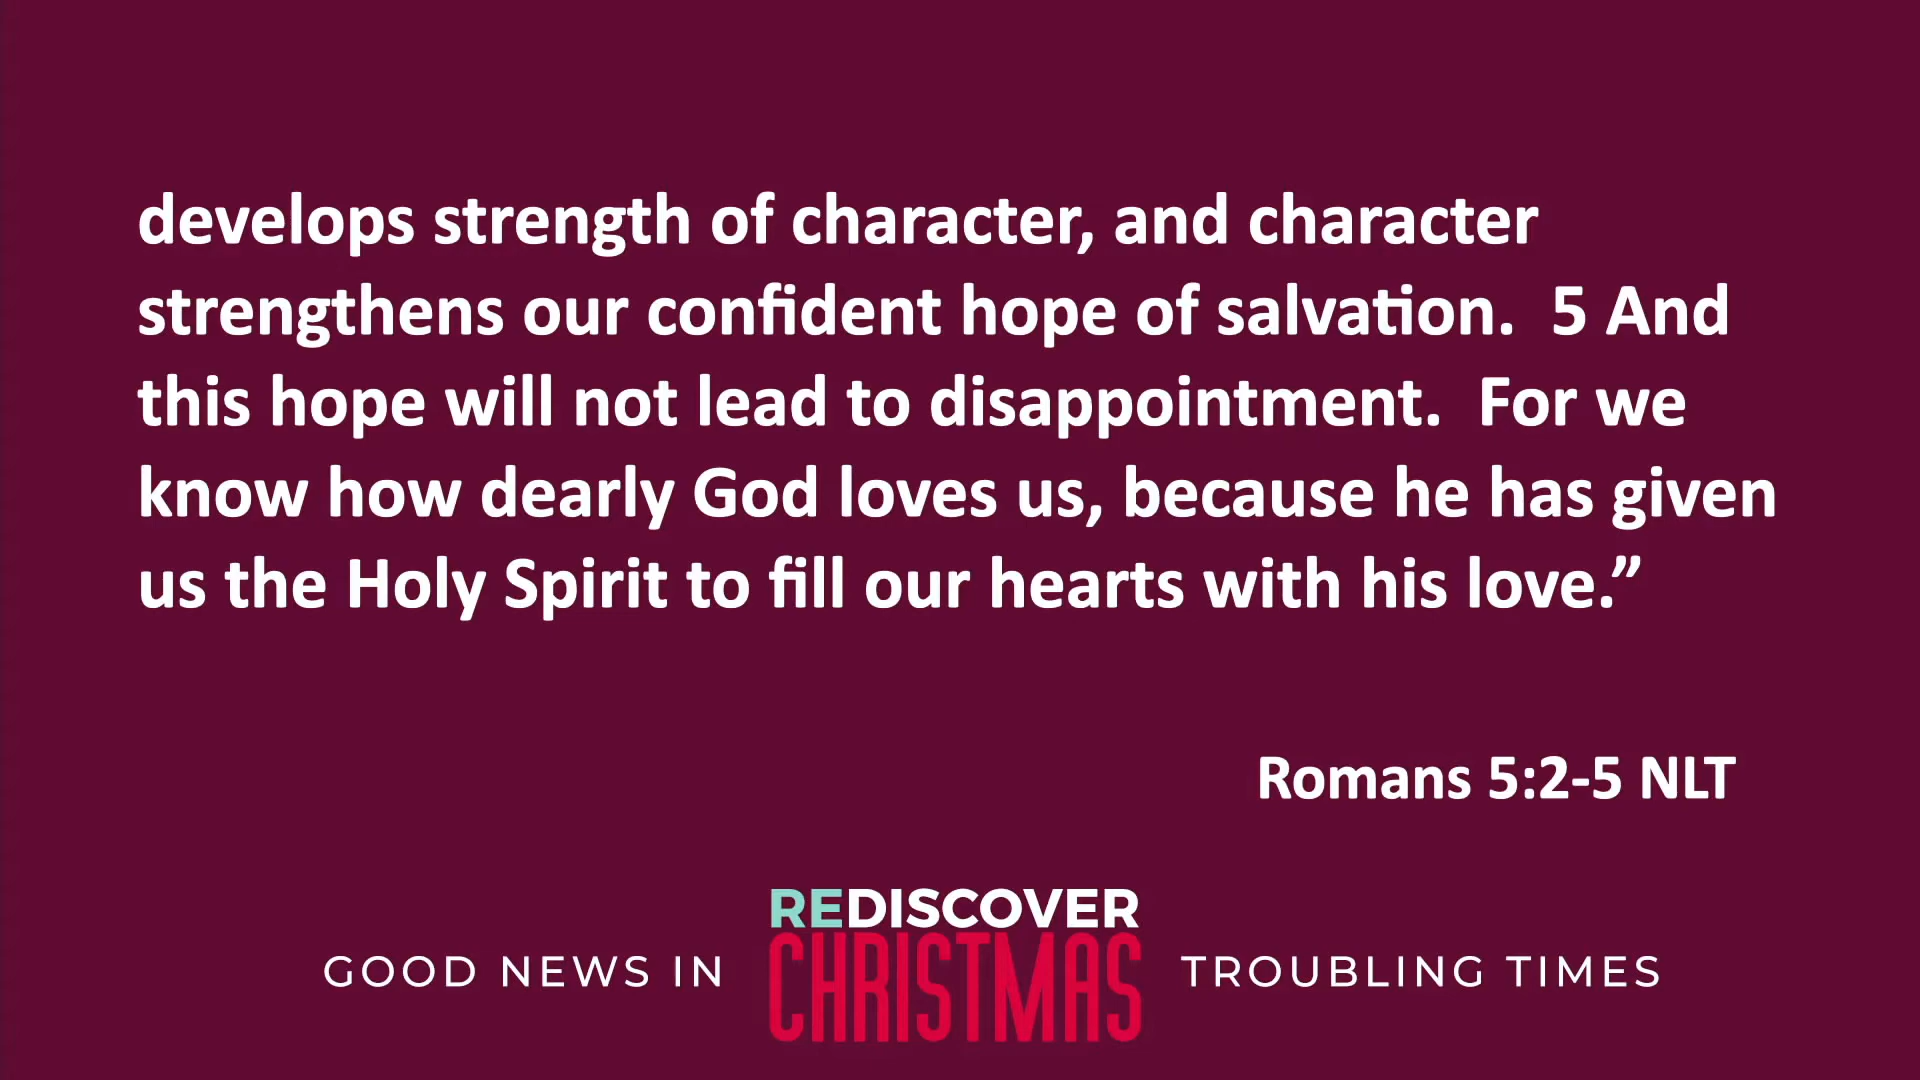 develops strength of character, and character
strengthens our confident hope of salvation.  5 And
this hope will not lead to disappointment.  For we
know how dearly God loves us, because he has given
us the Holy Spirit to fill our hearts with his love.”
Romans 5:2-5 NLT
REDISCOVER
GOOD NEWS IN CHRISTMAS TROUBLING TIMES